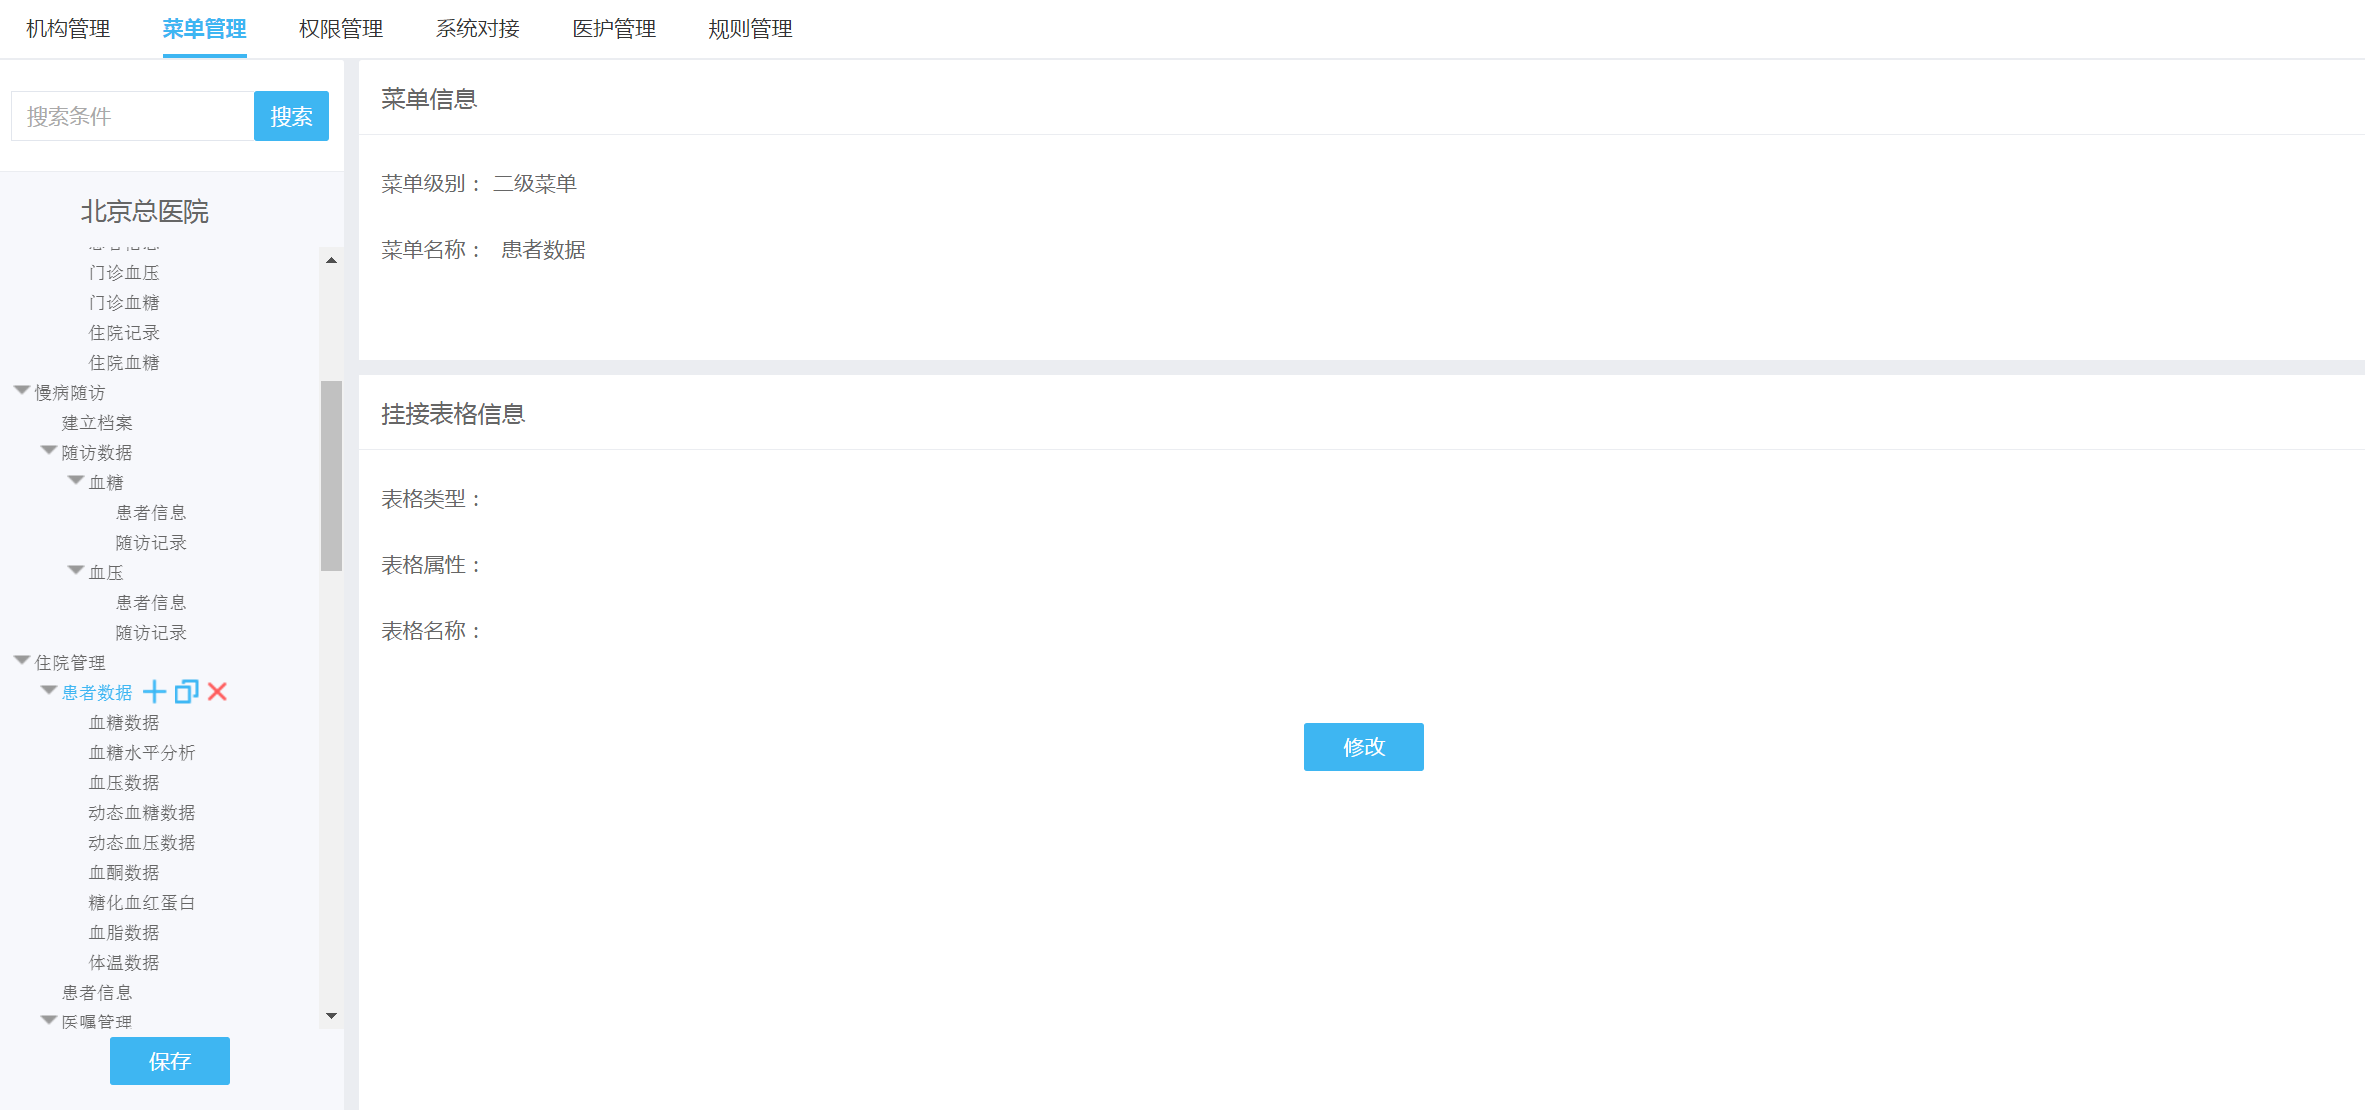 机构管理 菜单管理 权限管理 系统对接 医护管理 规则管理
搜索条件 搜索
北京总医院
门诊血压
门诊血糖
住院记录
住院血糖
慢病随访
建立档案
随访数据
血糖
患者信息
随访记录
血压
患者信息
随访记录
住院管理
患者数据
血糖数据
血糖水平分析
血压数据
动态血糖数据
动态血压数据
血酮数据
糖化血红蛋白
血脂数据
体温数据
患者信息
医嘱管理
保存
菜单信息
菜单级别： 二级菜单
菜单名称： 患者数据
挂接表格信息
表格类型：
表格属性：
表格名称：
修改